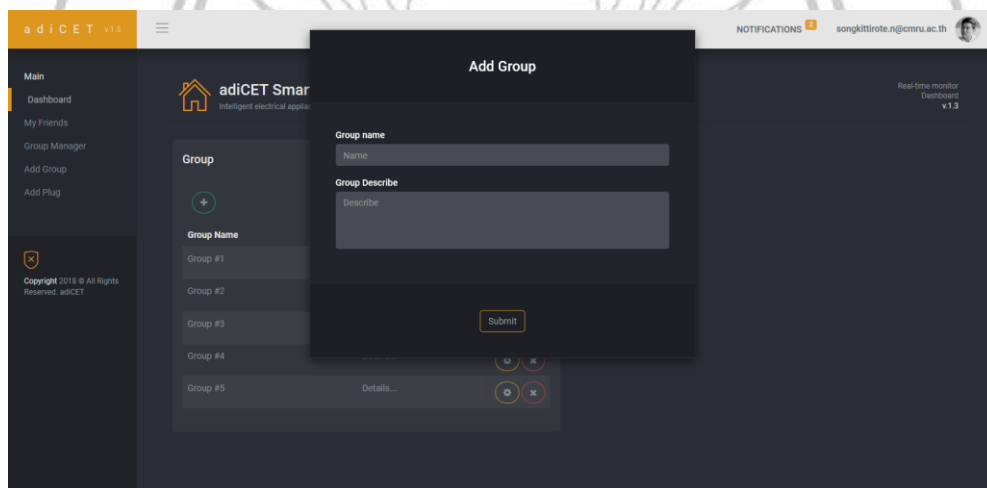 adiCET v.1.3
NOTIFICATIONS 2
songkittirote.n@cmru.ac.th
Main
Dashboard
My Friends
Group Manager
Add Group
Add Plug
Copyright 2018 © All Rights
Reserved. adiCET
adiCET Smar
Intelligent electrical applian
Real-time monitor
Dashboard
v.1.3
Group
Group Name
Group #1
Group #2
Group #3
Group #4
Group #5 Details...
Add Group
Group name
Name
Group Describe
Describe
Submit